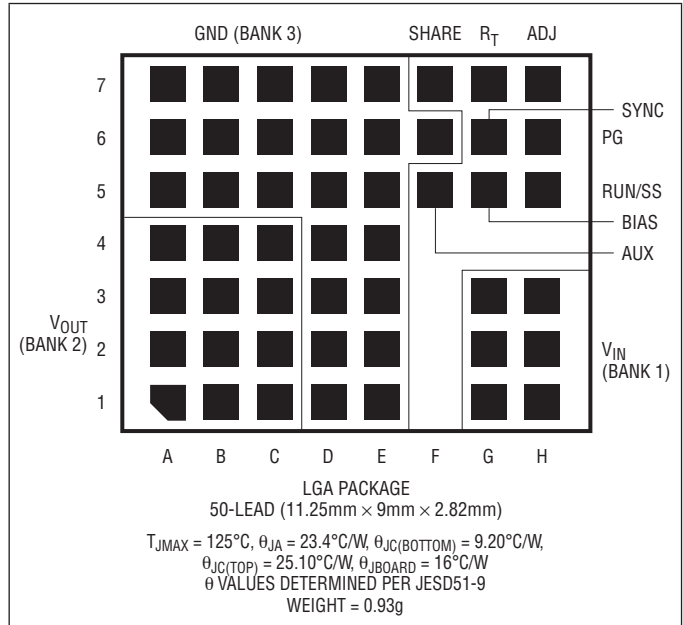 GND (BANK 3) SHARE RT ADJ
7
SYNC
6 PG
5 RUN/SS
BIAS
4 AUX
3
VOUT
(BANK 2) 2 VIN
(BANK 1)
1
A B C D E F G H
LGA PACKAGE
50-LEAD (11.25mm × 9mm × 2.82mm)
TJMAX = 125°C, θJA = 23.4°C/W, θJC(BOTTOM) = 9.20°C/W,
θJC(TOP) = 25.10°C/W, θJBOARD = 16°C/W
θ VALUES DETERMINED PER JESD51-9
WEIGHT = 0.93g